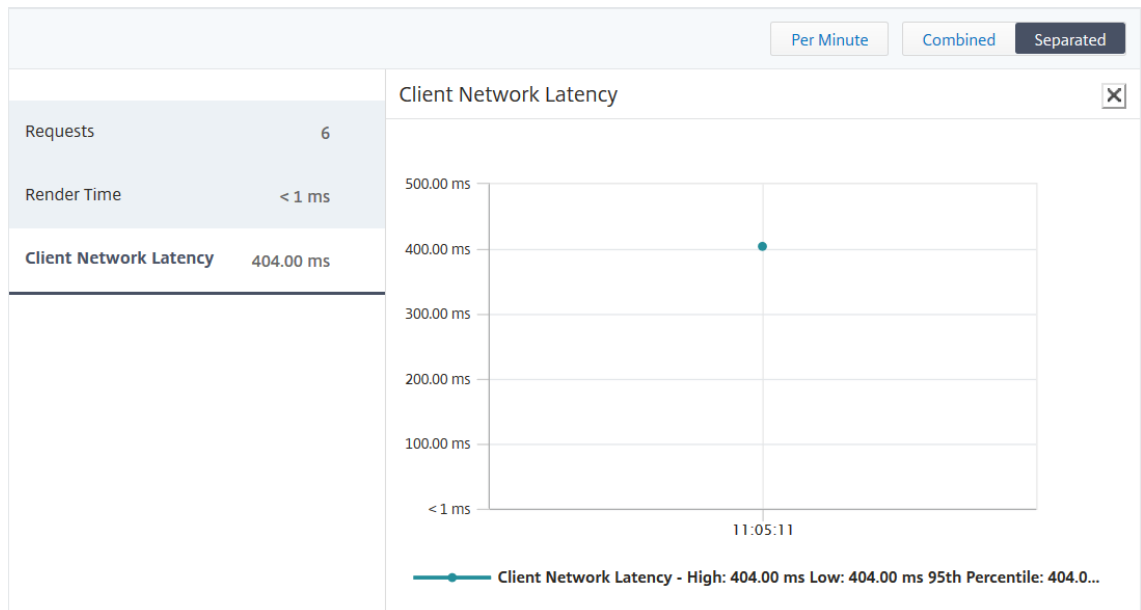 Per Minute Combined Separated
Client Network Latency
Requests 6
Render Time < 1 ms
Client Network Latency 404.00 ms
500.00 ms
400.00 ms
300.00 ms
200.00 ms
100.00 ms
< 1 ms
11:05:11
Client Network Latency - High: 404.00 ms Low: 404.00 ms 95th Percentile: 404.0...